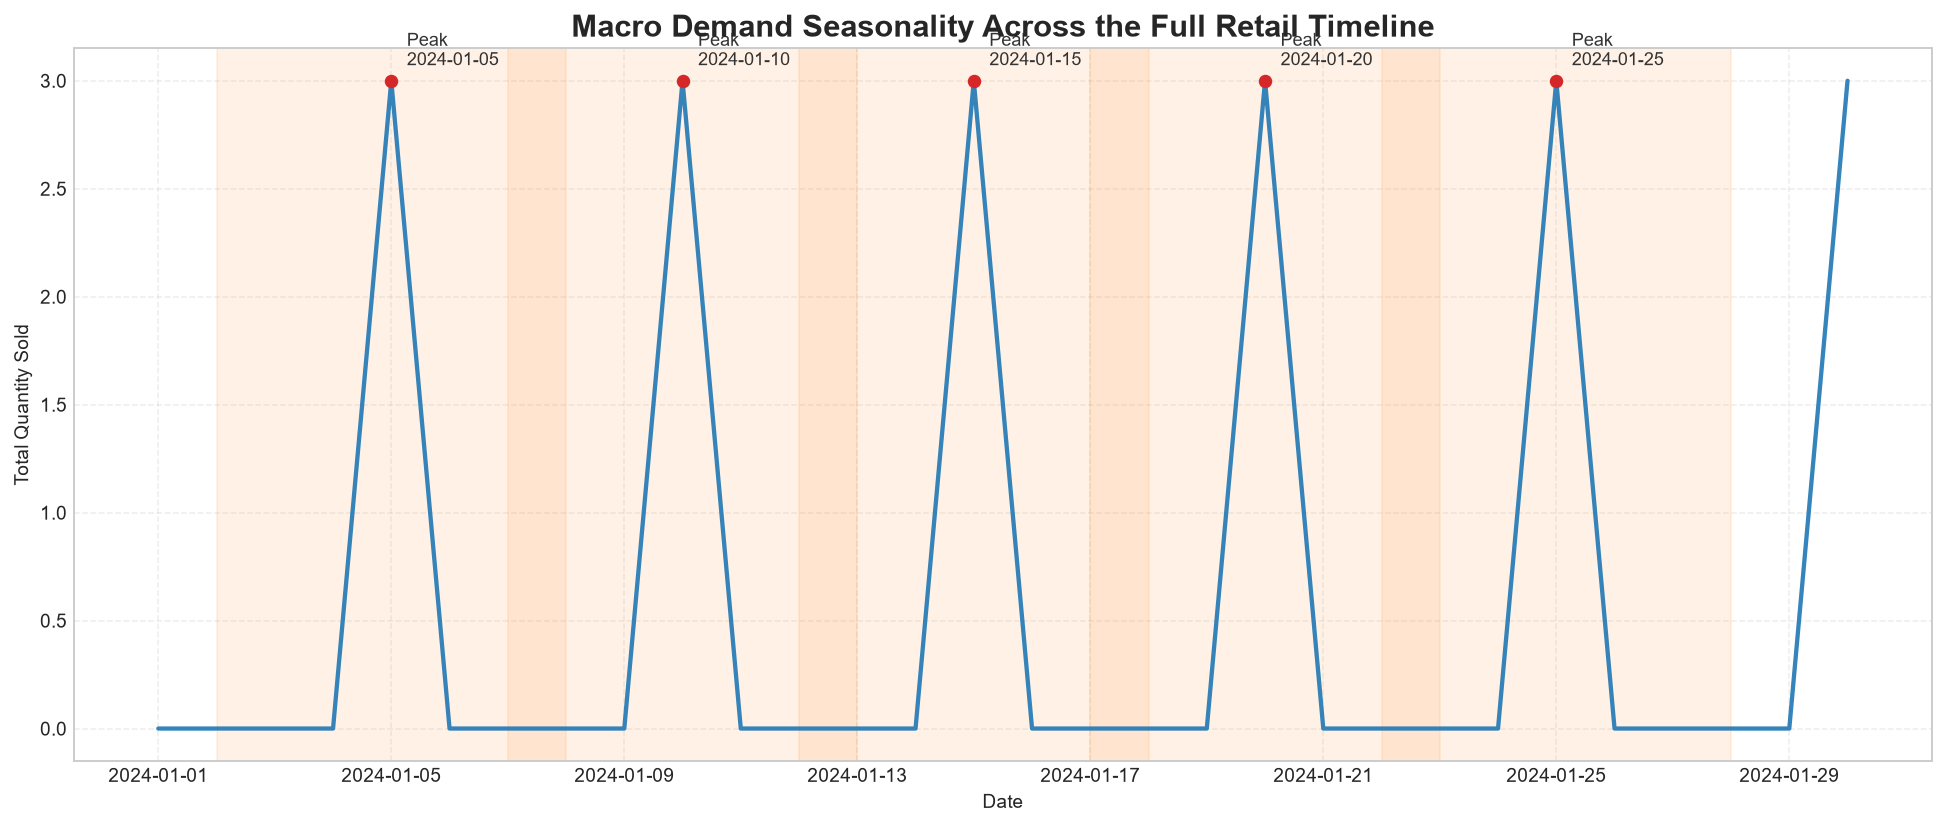 Macro Demand Seasonality Across the Full Retail Timeline
Peak
2024-01-05
Peak
2024-01-10
Peak
2024-01-15
Peak
2024-01-20
Peak
2024-01-25
Total Quantity Sold
3.0
2.5
2.0
1.5
1.0
0.5
0.0
2024-01-01
2024-01-05
2024-01-09
2024-01-13
2024-01-17
2024-01-21
2024-01-25
2024-01-29
Date